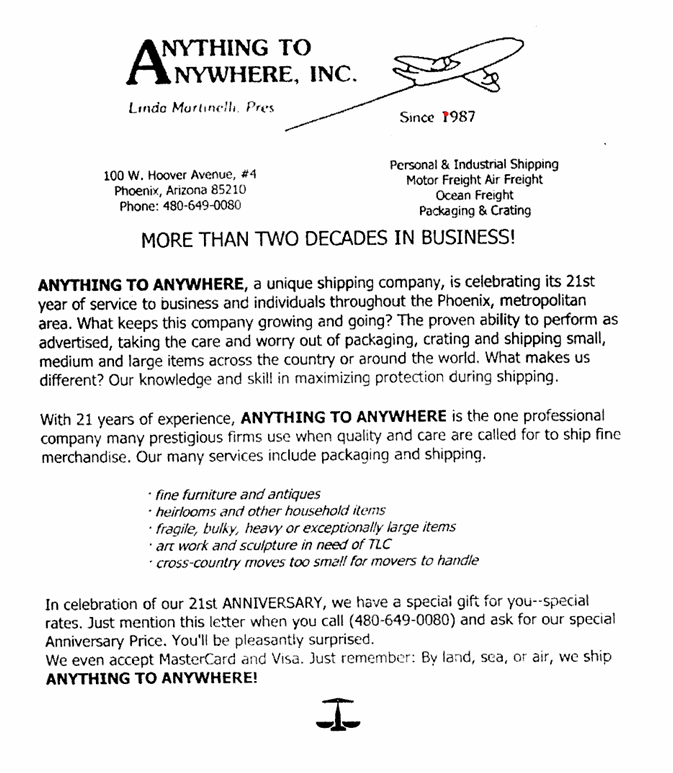 ANYTHING TO
ANYWHERE, INC.
Linda Martinelli, Pres
Since 1987
100 W. Hoover Avenue, #4
Phoenix, Arizona 85210
Phone: 480-649-0080
Personal & Industrial Shipping
Motor Freight Air Freight
Ocean Freight
Packaging & Crating
MORE THAN TWO DECADES IN BUSINESS!
ANYTHING TO ANYWHERE, a unique shipping company, is celebrating its 21st
year of service to business and individuals throughout the Phoenix, metropolitan
area. What keeps this company growing and going? The proven ability to perform as
advertised, taking the care and worry out of packaging, crating and shipping small,
medium and large items across the country or around the world. What makes us
different? Our knowledge and skill in maximizing protection during shipping.
With 21 years of experience, ANYTHING TO ANYWHERE is the one professional
company many prestigious firms use when quality and care are called for to ship fine
merchandise. Our many services include packaging and shipping.
· fine furniture and antiques
· heirlooms and other household items
· fragile, bulky, heavy or exceptionally large items
· art work and sculpture in need of TLC
· cross-country moves too small for movers to handle
In celebration of our 21st ANNIVERSARY, we have a special gift for you--special
rates. Just mention this letter when you call (480-649-0080) and ask for our special
Anniversary Price. You'll be pleasantly surprised.
We even accept MasterCard and Visa. Just remember: By land, sea, or air, we ship
ANYTHING TO ANYWHERE!